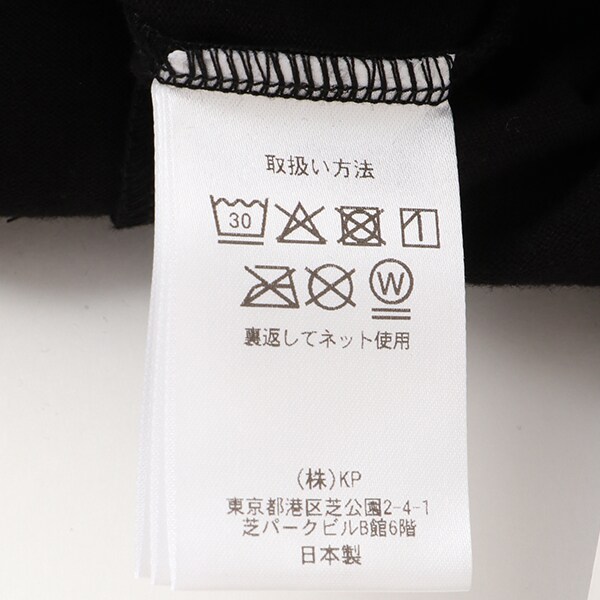 取扱い方法
30
W
裏返してネット使用
(株)KP
東京都港区芝公園2-4-1
芝パークビルB館6階
日本製